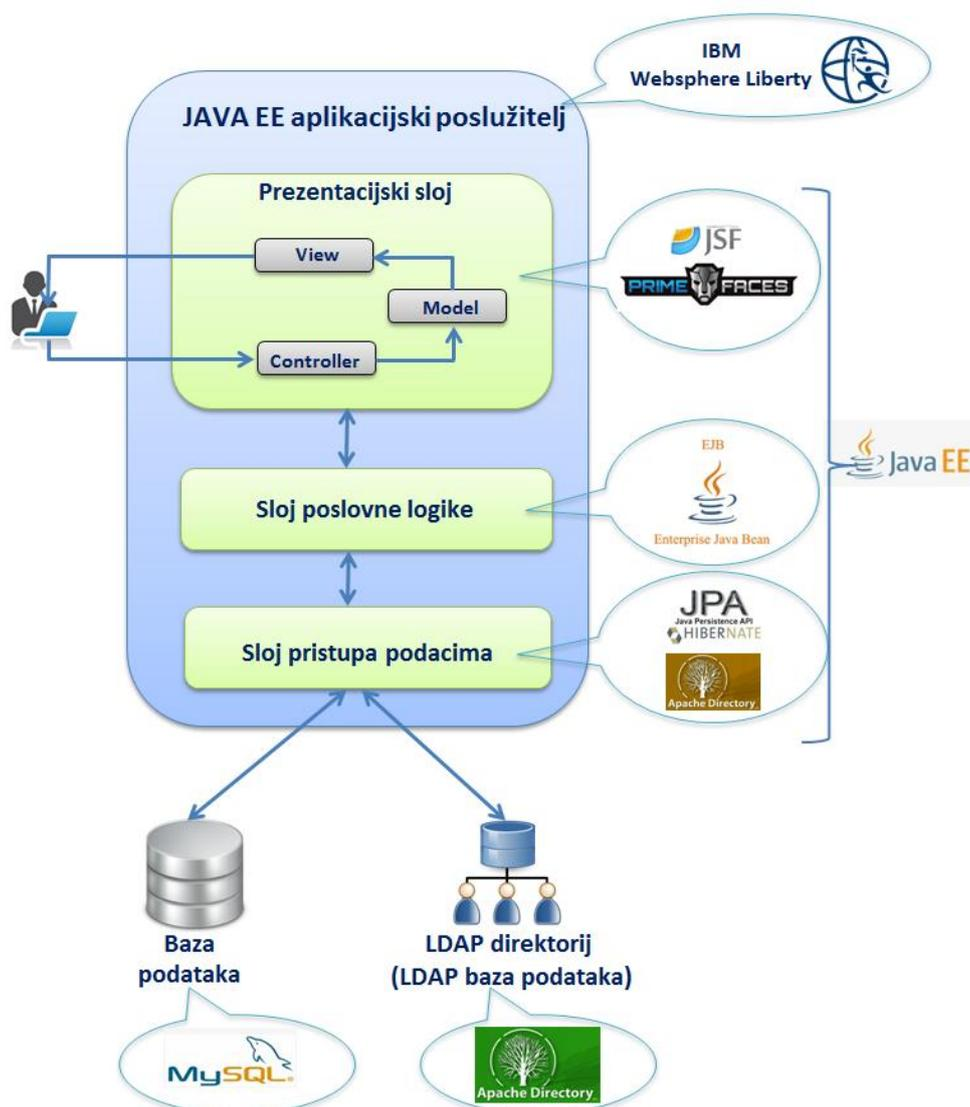 IBM
Websphere Liberty
JAVA EE aplikacijski poslužitelj
Prezentacijski sloj
View
Model
Controller
JSF
PRIME FACES
Sloj poslovne logike
EJB
Enterprise Java Bean
Java EE
Sloj pristupa podacima
JPA
Java Persistence API
HIBERNATE
Apache Directory
Baza
podataka
LDAP direktorij
(LDAP baza podataka)
MySQL
Apache Directory